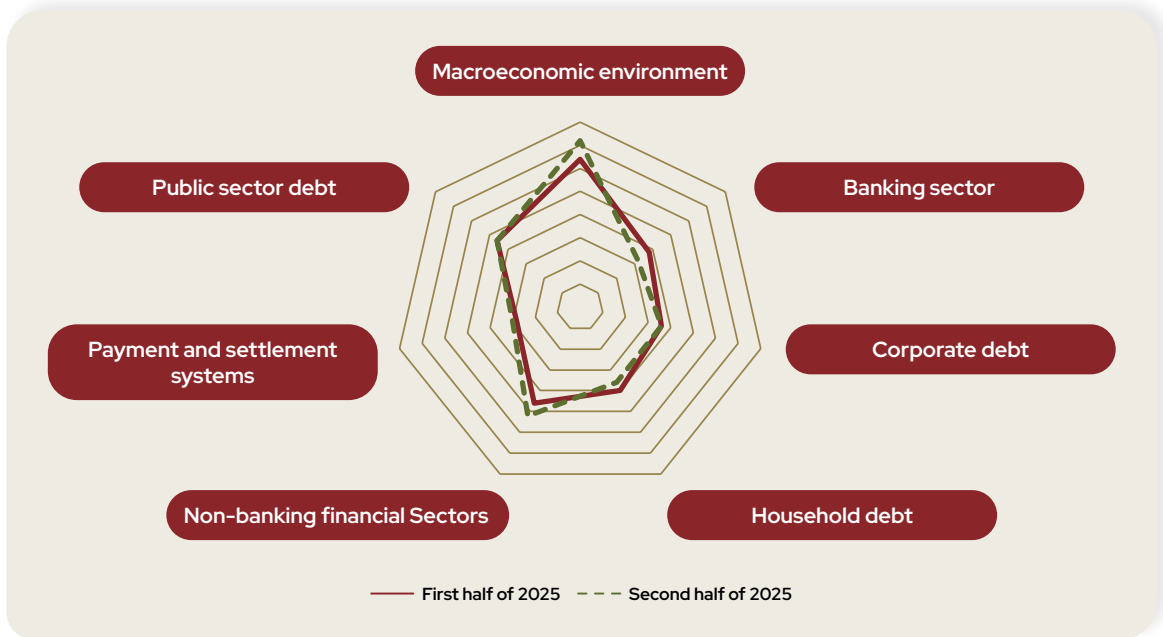 Macroeconomic environment
Public sector debt
Banking sector
Payment and settlement
systems
Corporate debt
Non-banking financial Sectors
Household debt
First half of 2025
Second half of 2025